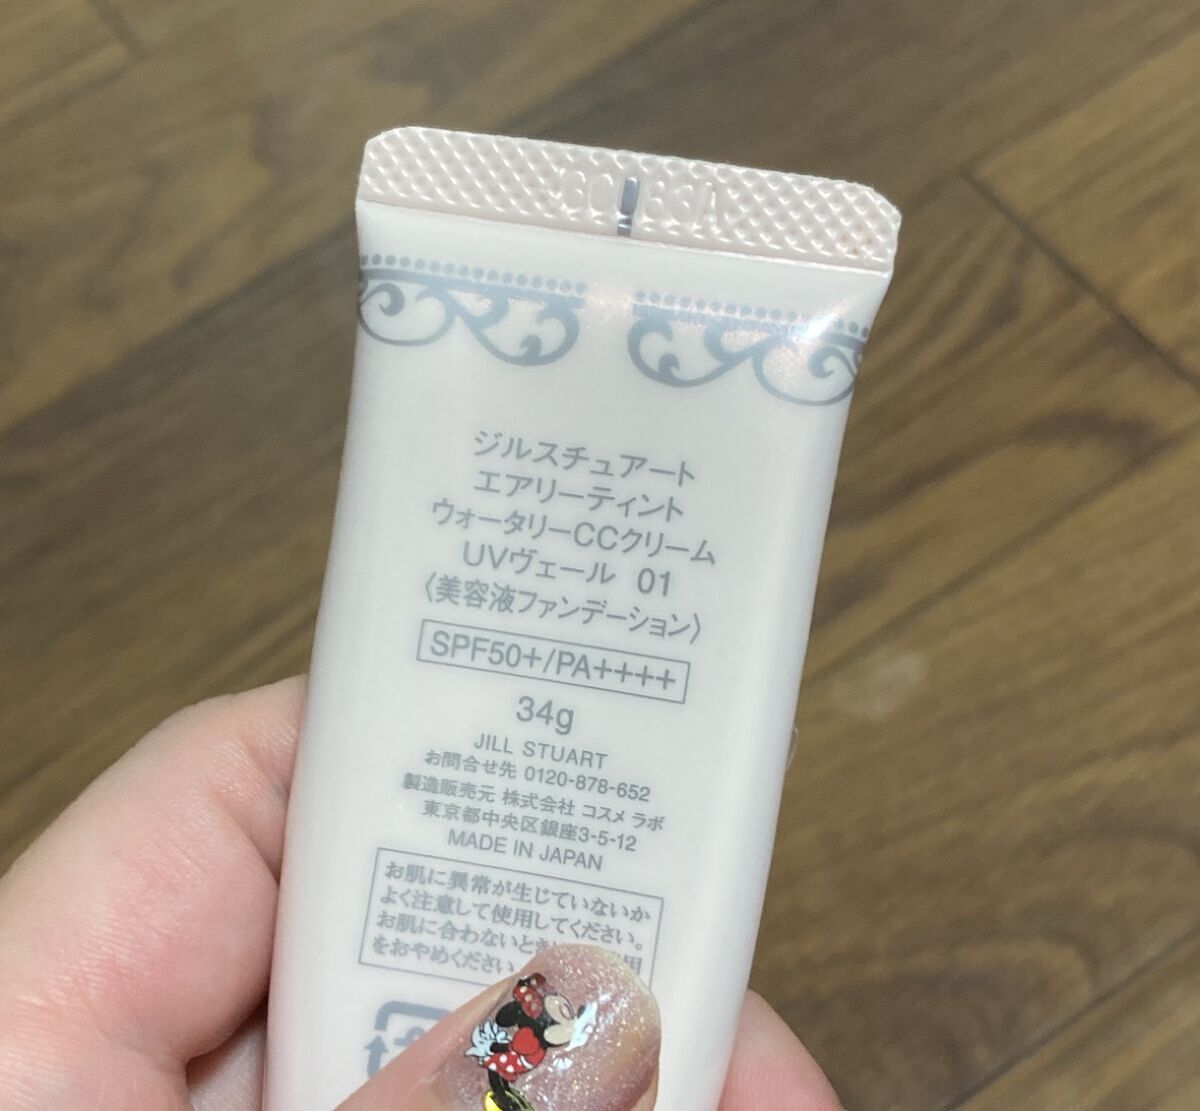 ジルスチュアート
エアリーティント
ウォータリーCCクリーム
UVヴェール 01
〈美容液ファンデーション〉
SPF50+/PA++++
34g
JILL STUART
お問合せ先 0120-878-652
製造販売元 株式会社 コスメ ラボ
東京都中央区銀座3-5-12
MADE IN JAPAN
お肌に異常が生じていないか
よく注意して使用してください。
お肌に合わないとき 用
をおやめください